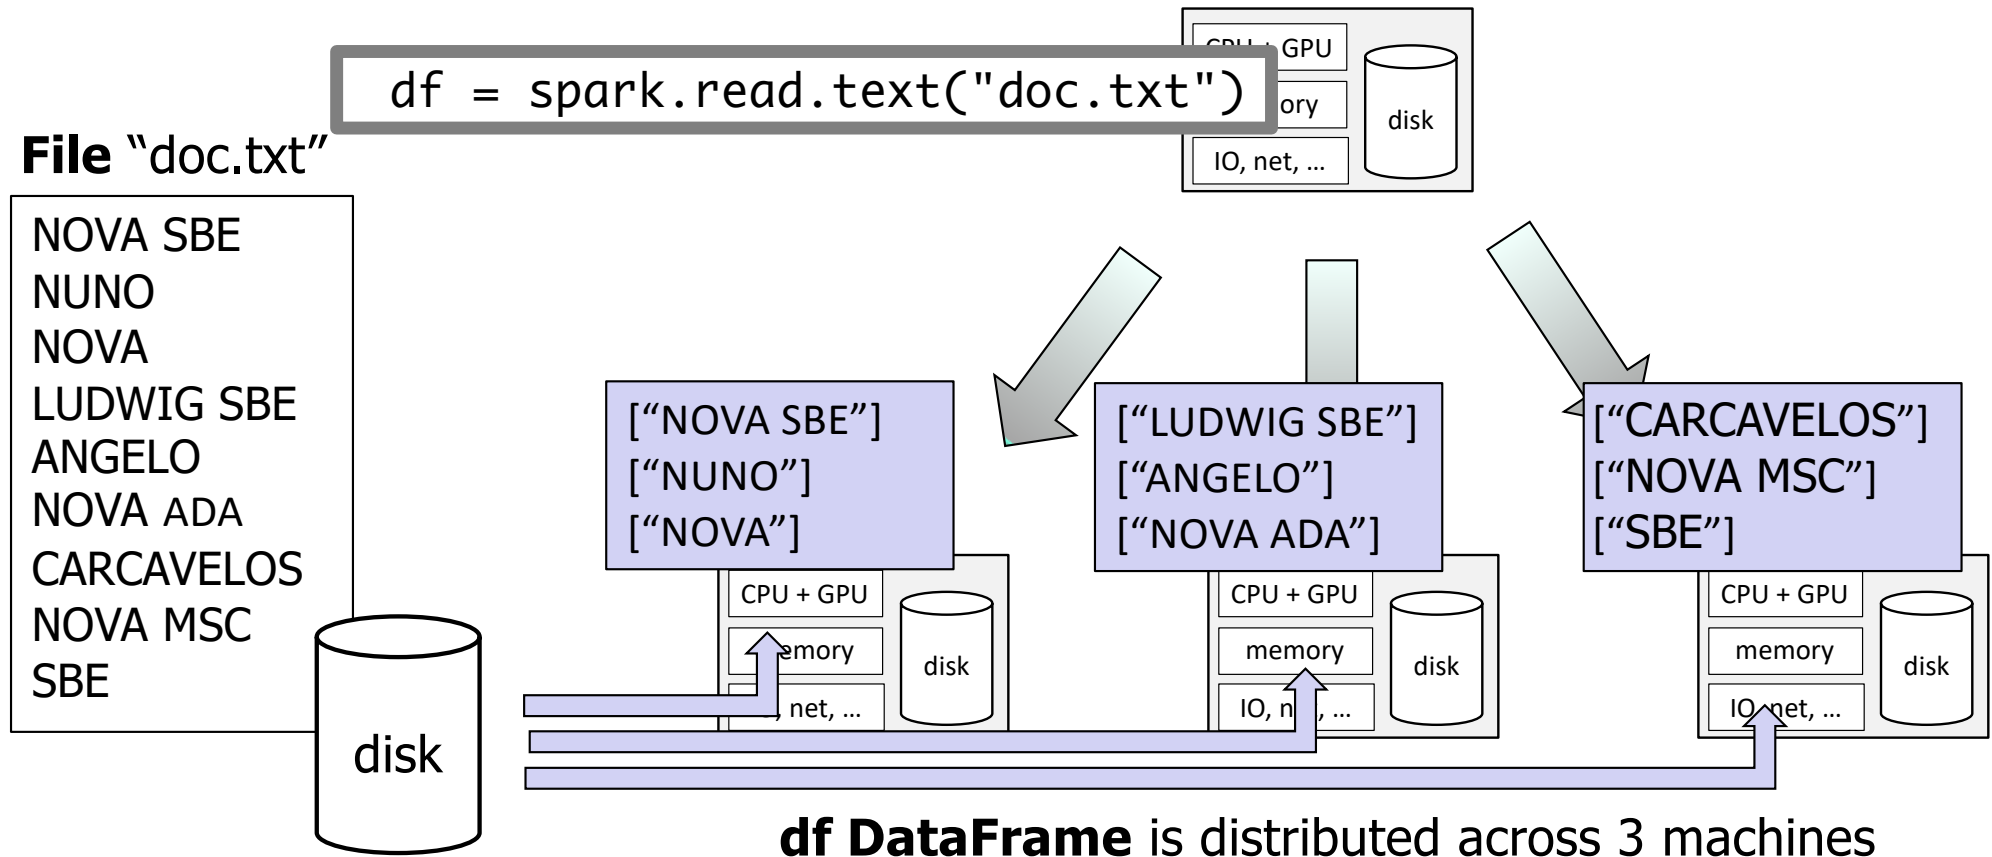 CPU + GPU
df = spark.read.text("doc.txt")
disk
IO, net, ...
File “doc.txt”
NOVA SBE
NUNO
NOVA
LUDWIG SBE
ANGELO
NOVA ADA
CARCAVELOS
NOVA MSC
SBE
disk
[“NOVA SBE”]
[“NUNO”]
[“NOVA”]
CPU + GPU
memory
disk
net, ...
[“LUDWIG SBE”]
[“ANGELO”]
[“NOVA ADA”]
CPU + GPU
memory
disk
IO, net, ...
[“CARCAVELOS”]
[“NOVA MSC”]
[“SBE”]
CPU + GPU
memory
disk
IO, net, ...
df DataFrame is distributed across 3 machines